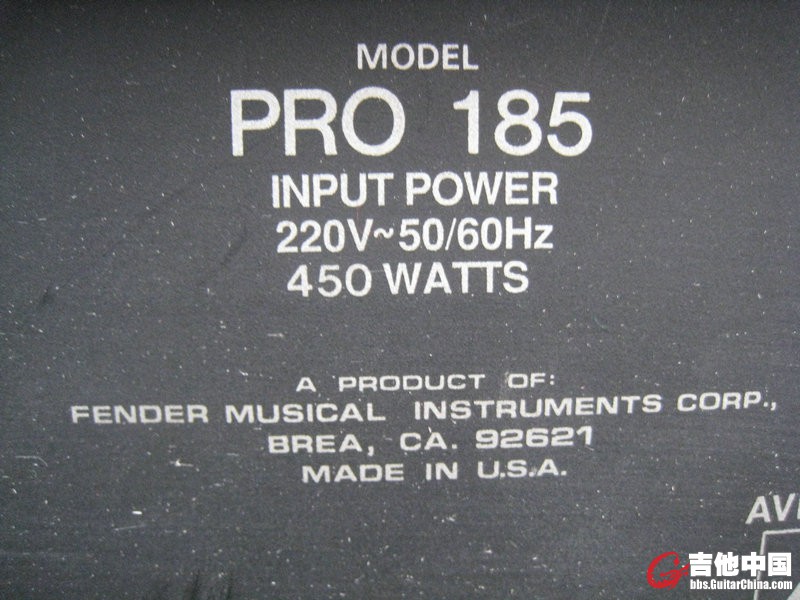 MODEL
PRO 185
INPUT POWER
220V~50/60Hz
450 WATTS
A PRODUCT OF:
FENDER MUSICAL INSTRUMENTS CORP.,
BREA, CA. 92621
MADE IN U.S.A.
吉他中国
bbs.GuitarChina.com